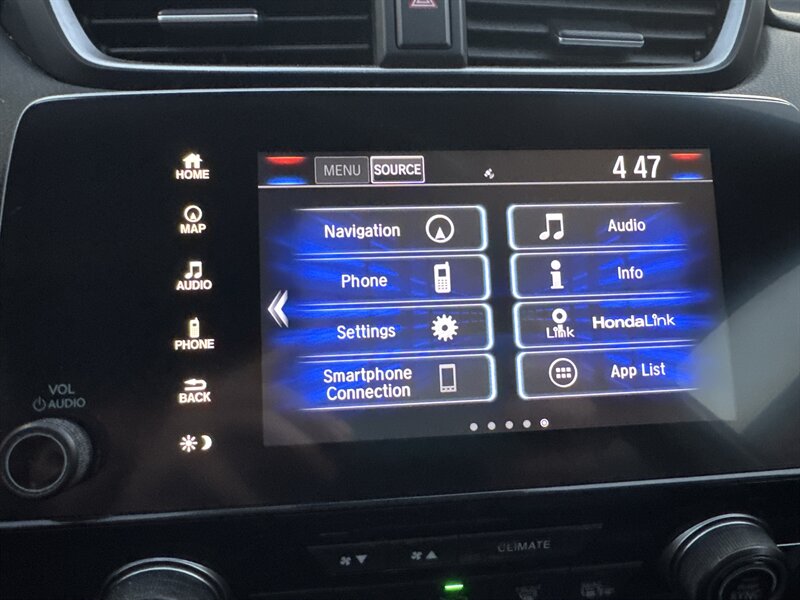 HOME
MAP
AUDIO
PHONE
BACK
VOL
AUDIO
MENU SOURCE 4 47
Navigation
Audio
Phone
Info
Settings
Link HondaLink
Smartphone
Connection
App List
CLIMATE